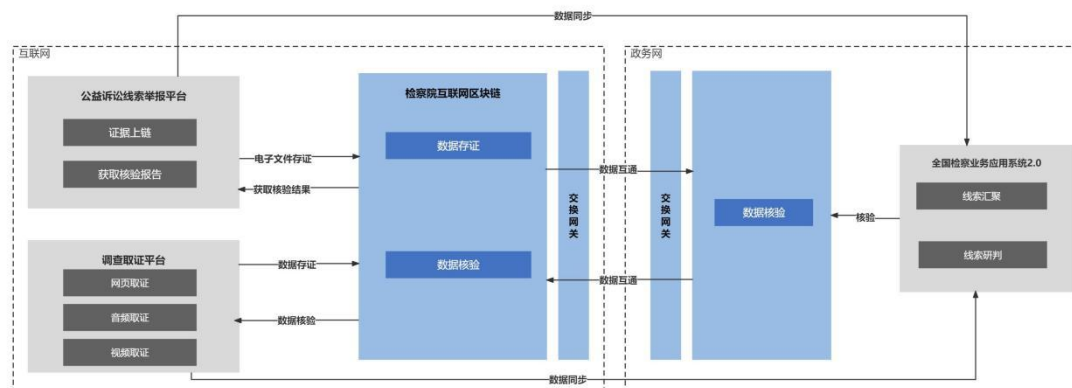 数据同步
互联网
政务网
公益诉讼线索举报平台
证据上链
获取核验报告
电子文件存证
获取核验结果
调查取证平台
网页取证
音频取证
视频取证
数据存证
数据核验
检察院互联网区块链
数据存证
数据核验
交换网关
数据互通
数据互通
交换网关
数据核验
核验
全国检察业务应用系统2.0
线索汇聚
线索研判
数据同步